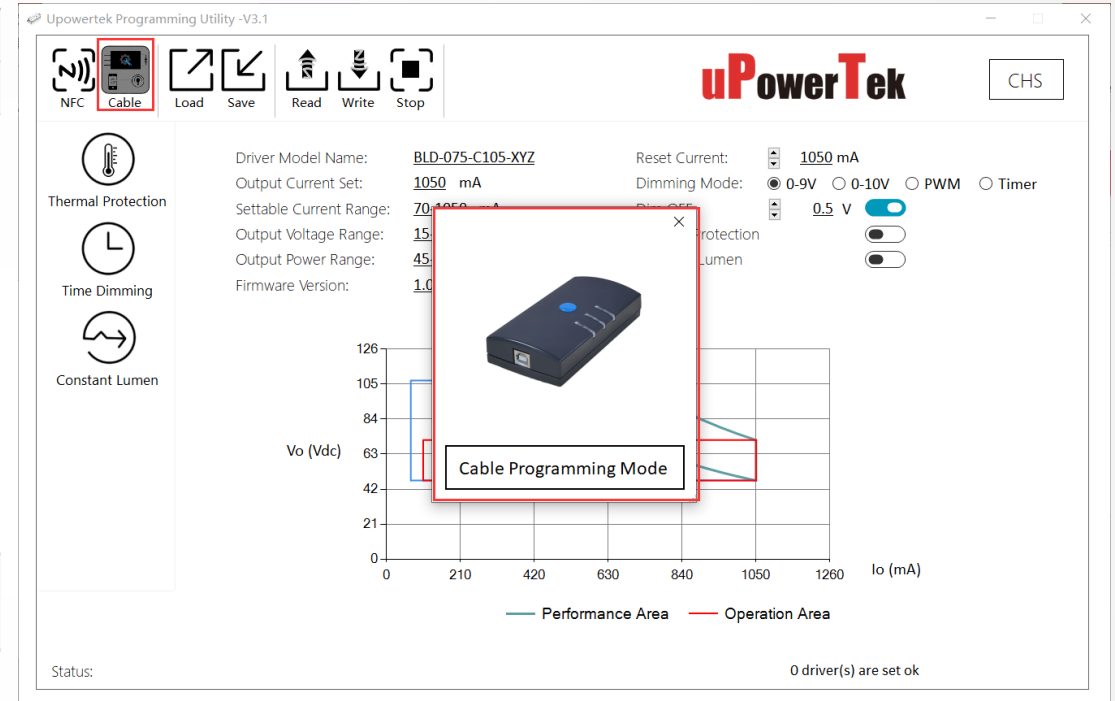 Upowertek Programming Utility -V3.1
NFC Cable Load Save Read Write Stop
uPowerTek
CHS
Thermal Protection
Time Dimming
Constant Lumen
Driver Model Name: BLD-075-C105-XYZ Reset Current: 1050 mA
Output Current Set: 1050 mA Dimming Mode: 0-9V 0-10V PWM Timer
Settable Current Range: 0.5 V
Output Voltage Range:
Output Power Range: Lumen
Firmware Version:
Cable Programming Mode
Vo (Vdc)
126
105
84
63
42
21
0
0 210 420 630 840 1050 1260 Io (mA)
Performance Area Operation Area
Status: 0 driver(s) are set ok